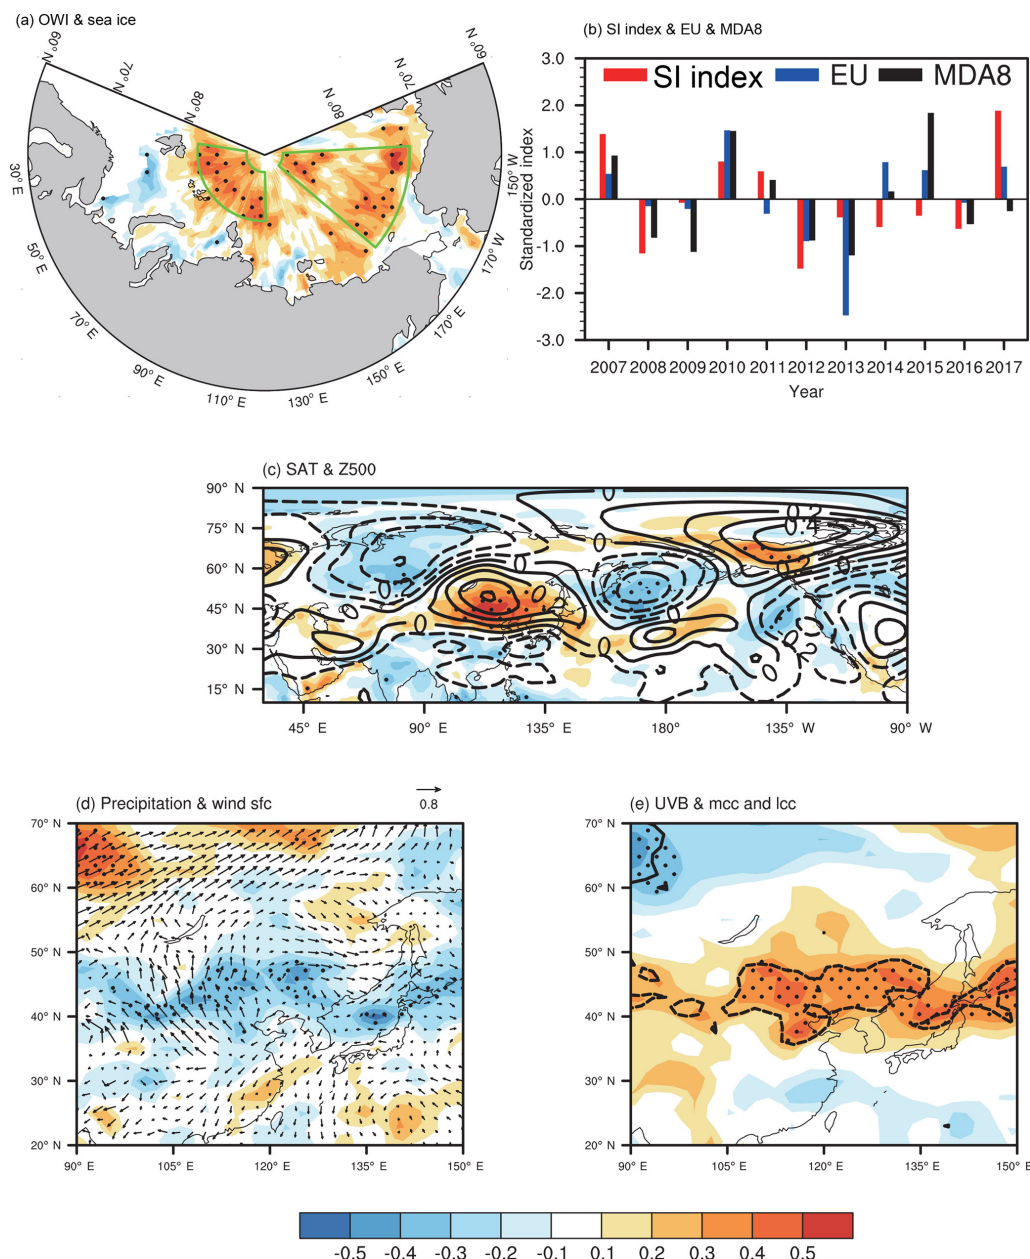 (a) OWI & sea ice
60° N
70° N
80° N
80° N
70° N
60° N
30° E
50° E
70° E
90° E
110° E
130° E
150° E
170° E
170° W
150° W
(b) SI index & EU & MDA8
SI index EU MDA8
3.0
2.0
1.0
0.0
-1.0
-2.0
-3.0
Standardized index
2007 2008 2009 2010 2011 2012 2013 2014 2015 2016 2017
Year
(c) SAT & Z500
90° N
75° N
60° N
45° N
30° N
15° N
45° E 90° E 135° E 180° 135° W 90° W
(d) Precipitation & wind sfc
0.8
70° N
60° N
50° N
40° N
30° N
20° N
90° E 105° E 120° E 135° E 150° E
(e) UVB & mcc and lcc
70° N
60° N
50° N
40° N
30° N
20° N
90° E 105° E 120° E 135° E 150° E
-0.5 -0.4 -0.3 -0.2 -0.1 0.1 0.2 0.3 0.4 0.5